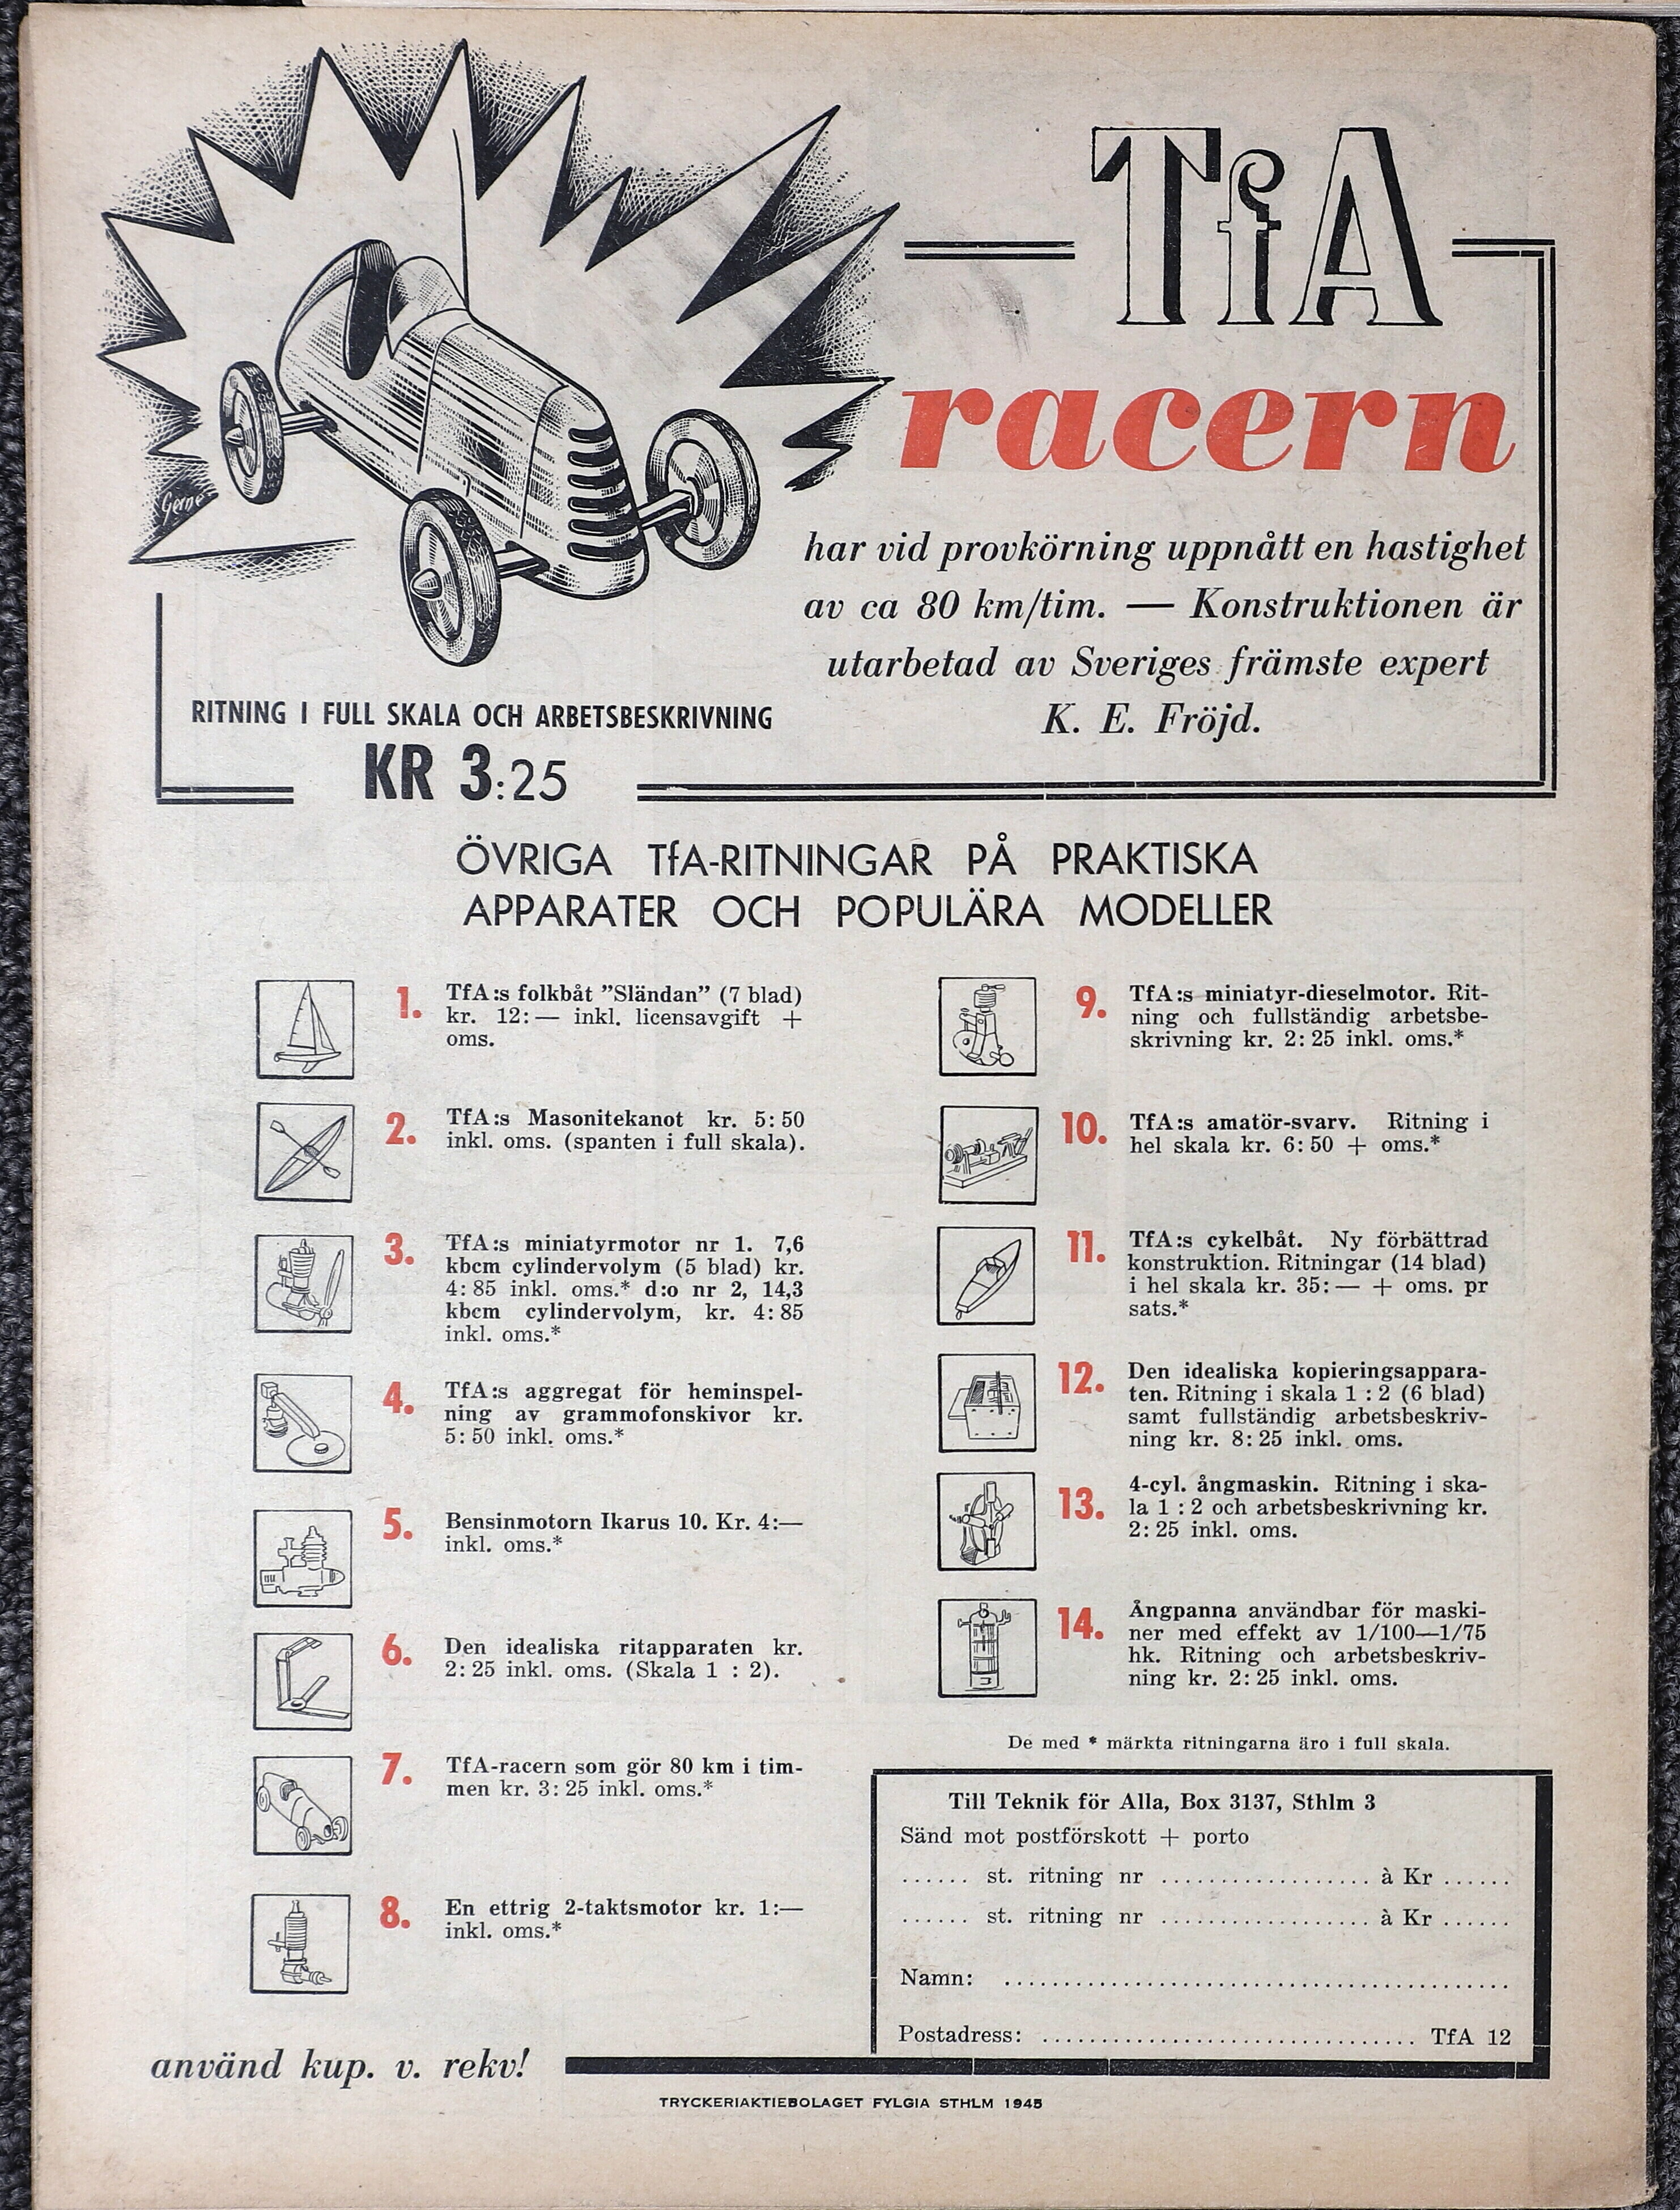 TfA
racern
Gerne
har vid provkörning uppnått en hastighet
av ca 80 km/tim. — Konstruktionen är
utarbetad av Sveriges främste expert
K. E. Fröjd.
RITNING I FULL SKALA OCH ARBETSBESKRIVNING
KR 3:25
ÖVRIGA TfA-RITNINGAR PÅ PRAKTISKA
APPARATER OCH POPULÄRA MODELLER
1. TfA:s folkbåt ”Sländan” (7 blad)
kr. 12:— inkl. licensavgift +
oms.
2. TfA:s Masonitekanot kr. 5:50
inkl. oms. (spanten i full skala).
3. TfA:s miniatyrmotor nr 1. 7,6
kbcm cylindervolym (5 blad) kr.
4:85 inkl. oms.* d:o nr 2, 14,3
kbcm cylindervolym, kr. 4:85
inkl. oms.*
4. TfA:s aggregat för heminspel-
ning av grammofonskivor kr.
5:50 inkl. oms.*
5. Bensinmotorn Ikarus 10. Kr. 4:—
inkl. oms.*
6. Den idealiska ritapparaten kr.
2:25 inkl. oms. (Skala 1 : 2).
7. TfA-racern som gör 80 km i tim-
men kr. 3:25 inkl. oms.*
8. En ettrig 2-taktsmotor kr. 1:—
inkl. oms.*
9. TfA:s miniatyr-dieselmotor. Rit-
ning och fullständig arbetsbe-
skrivning kr. 2:25 inkl. oms.*
10. TfA:s amatör-svarv. Ritning i
hel skala kr. 6:50 + oms.*
11. TfA:s cykelbåt. Ny förbättrad
konstruktion. Ritningar (14 blad)
i hel skala kr. 35:— + oms. pr
sats.*
12. Den idealiska kopieringsappara-
ten. Ritning i skala 1 : 2 (6 blad)
samt fullständig arbetsbeskriv-
ning kr. 8:25 inkl. oms.
13. 4-cyl. ångmaskin. Ritning i ska-
la 1 : 2 och arbetsbeskrivning kr.
2:25 inkl. oms.
14. Ångpanna användbar för maski-
ner med effekt av 1/100—1/75
hk. Ritning och arbetsbeskriv-
ning kr. 2:25 inkl. oms.
De med * märkta ritningarna äro i full skala.
Till Teknik för Alla, Box 3137, Sthlm 3
Sänd mot postförskott + porto
...... st. ritning nr .................. à Kr ......
...... st. ritning nr .................. à Kr ......
Namn: ...........................................
Postadress: ................................ TfA 12
använd kup. v. rekv!
TRYCKERIAKTIEBOLAGET FYLGIA STHLM 1945